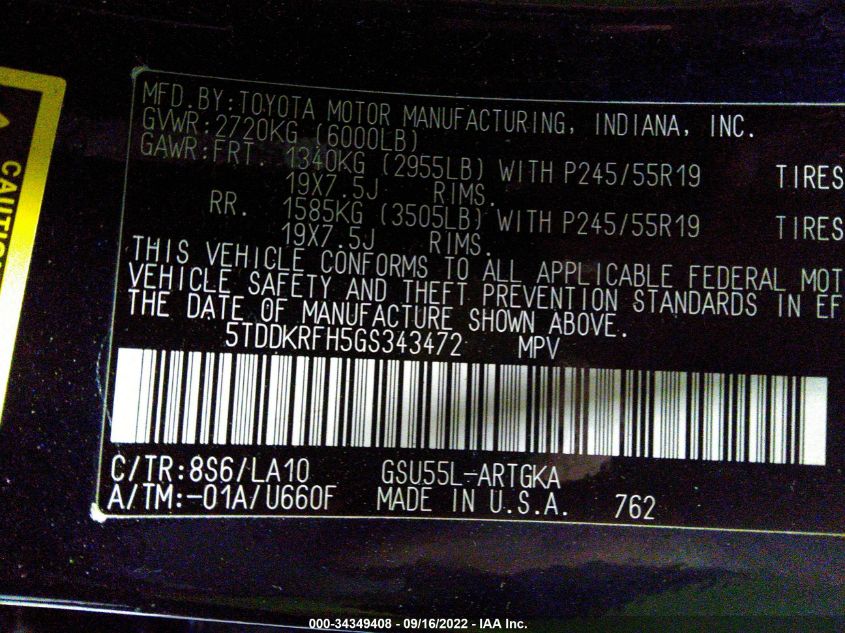 MFD.BY:TOYOTA MOTOR MANUFACTURING, INDIANA, INC.
GVWR:2720KG (6000LB)
GAWR:FRT. 1340KG (2955LB) WITH P245/55R19 TIRES
19X7.5J RIMS.
RR. 1585KG (3505LB) WITH P245/55R19 TIRES
19X7.5J RIMS.
THIS VEHICLE CONFORMS TO ALL APPLICABLE FEDERAL MOT
VEHICLE SAFETY AND THEFT PREVENTION STANDARDS IN EF
THE DATE OF MANUFACTURE SHOWN ABOVE.
5TDDKRFH5GS343472 MPV
C/TR:8S6/LA10 GSU55L-ARTGKA
A/TM:-01A/U660F MADE IN U.S.A. 762
CAUTION
000-34349408 - 09/16/2022 - IAA Inc.